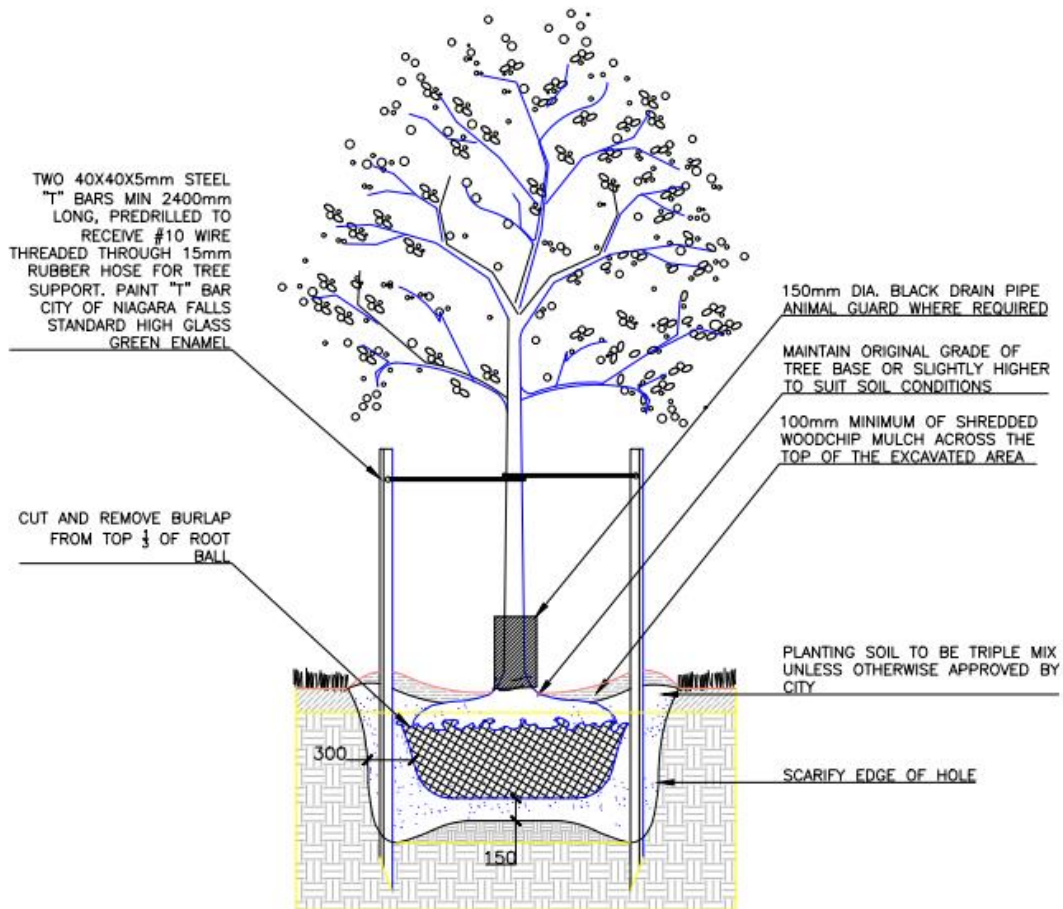 TWO 40X40X5mm STEEL
"T" BARS MIN 2400mm
LONG, PREDRILLED TO
RECEIVE #10 WIRE
THREADED THROUGH 15mm
RUBBER HOSE FOR TREE
SUPPORT. PAINT "T" BAR
CITY OF NIAGARA FALLS
STANDARD HIGH GLASS
GREEN ENAMEL
CUT AND REMOVE BURLAP
FROM TOP 1/3 OF ROOT
BALL
150mm DIA. BLACK DRAIN PIPE
ANIMAL GUARD WHERE REQUIRED
MAINTAIN ORIGINAL GRADE OF
TREE BASE OR SLIGHTLY HIGHER
TO SUIT SOIL CONDITIONS
100mm MINIMUM OF SHREDDED
WOODCHIP MULCH ACROSS THE
TOP OF THE EXCAVATED AREA
PLANTING SOIL TO BE TRIPLE MIX
UNLESS OTHERWISE APPROVED BY
CITY
SCARIFY EDGE OF HOLE
300
150